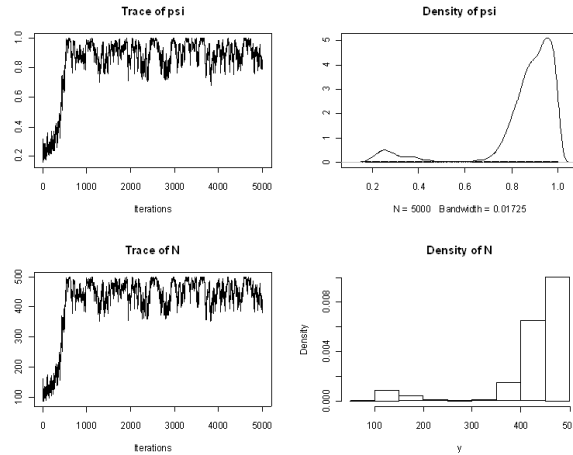 Trace of psi
1.0
0.8
0.6
0.4
0.2
0 1000 2000 3000 4000 5000
Iterations
Density of psi
5
4
3
2
1
0
0.2 0.4 0.6 0.8 1.0
N = 5000 Bandwidth = 0.01725
Trace of N
500
400
300
200
100
0 1000 2000 3000 4000 5000
Iterations
Density of N
Density
0.008
0.004
0.000
100 200 300 400 50
y